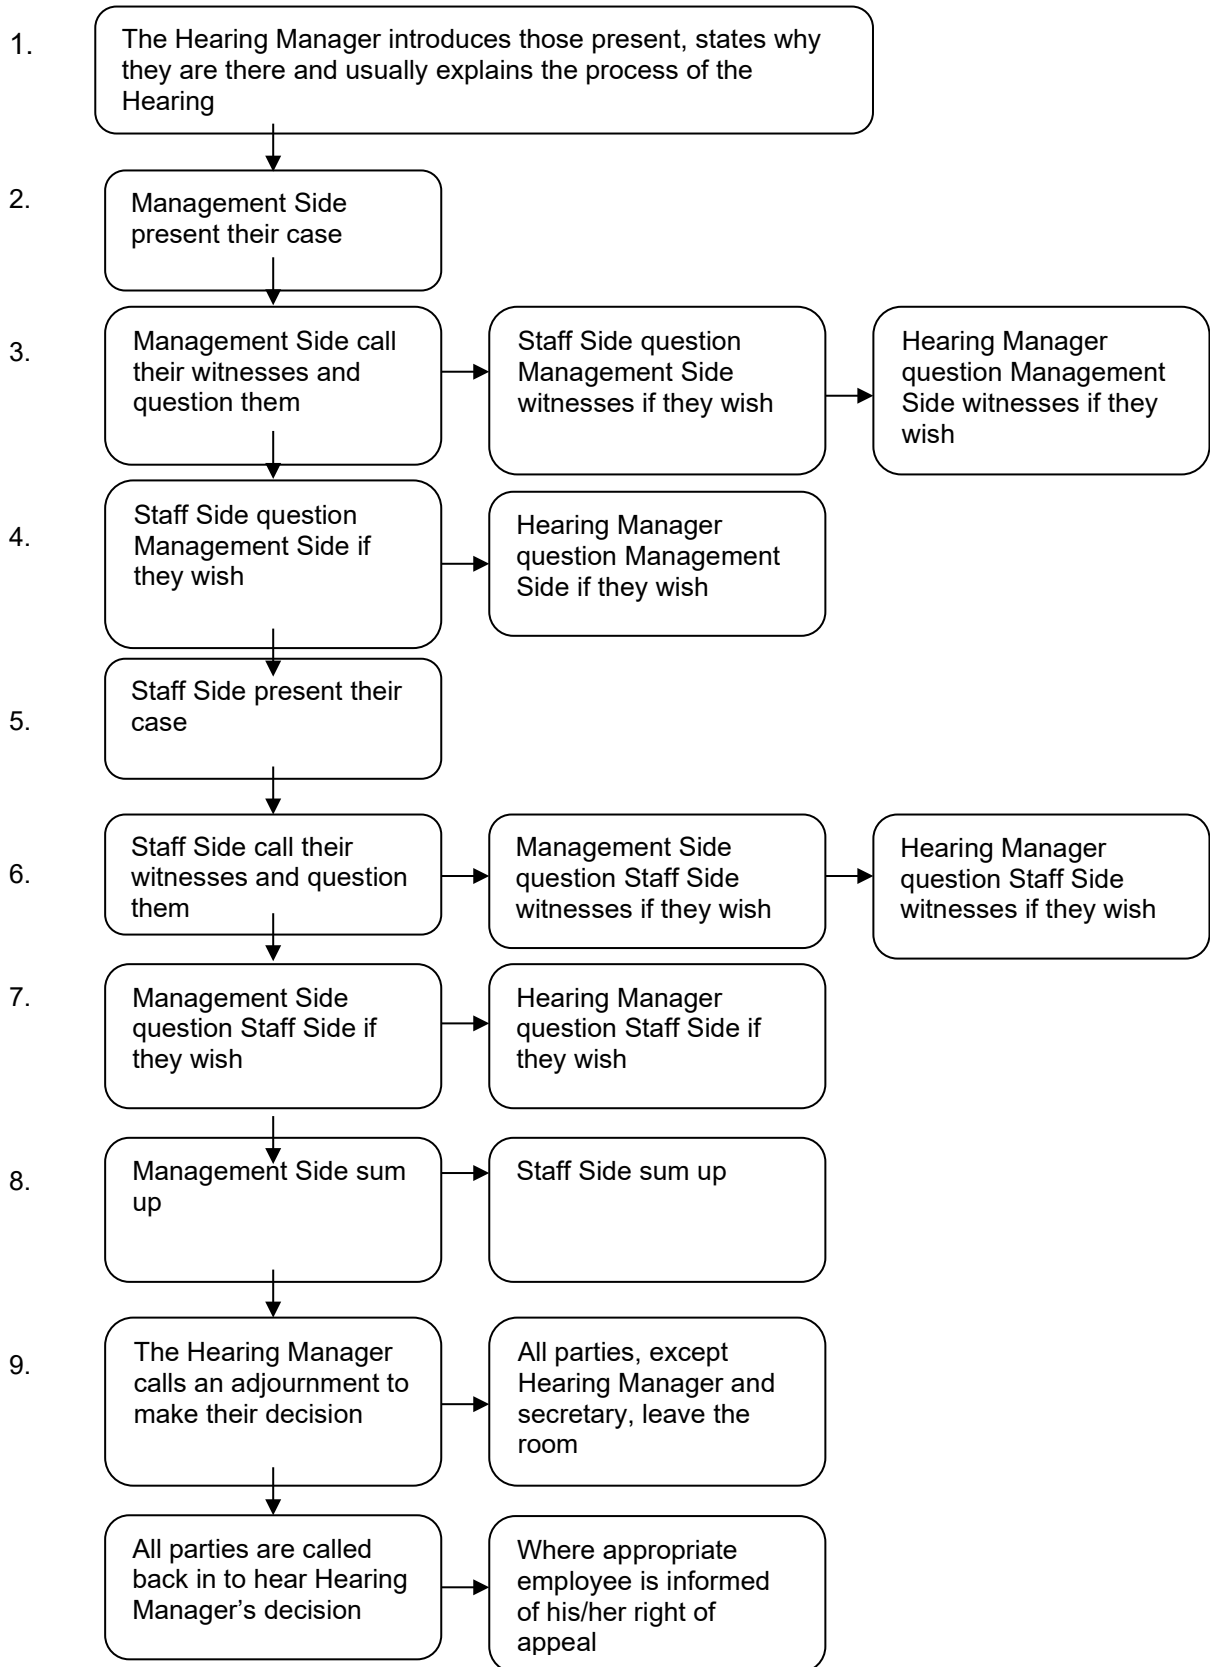 1.
The Hearing Manager introduces those present, states why
they are there and usually explains the process of the
Hearing
2.
Management Side
present their case
3.
Management Side call
their witnesses and
question them
Staff Side question
Management Side
witnesses if they wish
Hearing Manager
question Management
Side witnesses if they
wish
4.
Staff Side question
Management Side if
they wish
Hearing Manager
question Management
Side if they wish
5.
Staff Side present their
case
6.
Staff Side call their
witnesses and question
them
Management Side
question Staff Side
witnesses if they wish
Hearing Manager
question Staff Side
witnesses if they wish
7.
Management Side
question Staff Side if
they wish
Hearing Manager
question Staff Side if
they wish
8.
Management Side sum
up
Staff Side sum up
9.
The Hearing Manager
calls an adjournment to
make their decision
All parties, except
Hearing Manager and
secretary, leave the
room
All parties are called
back in to hear Hearing
Manager’s decision
Where appropriate
employee is informed
of his/her right of
appeal